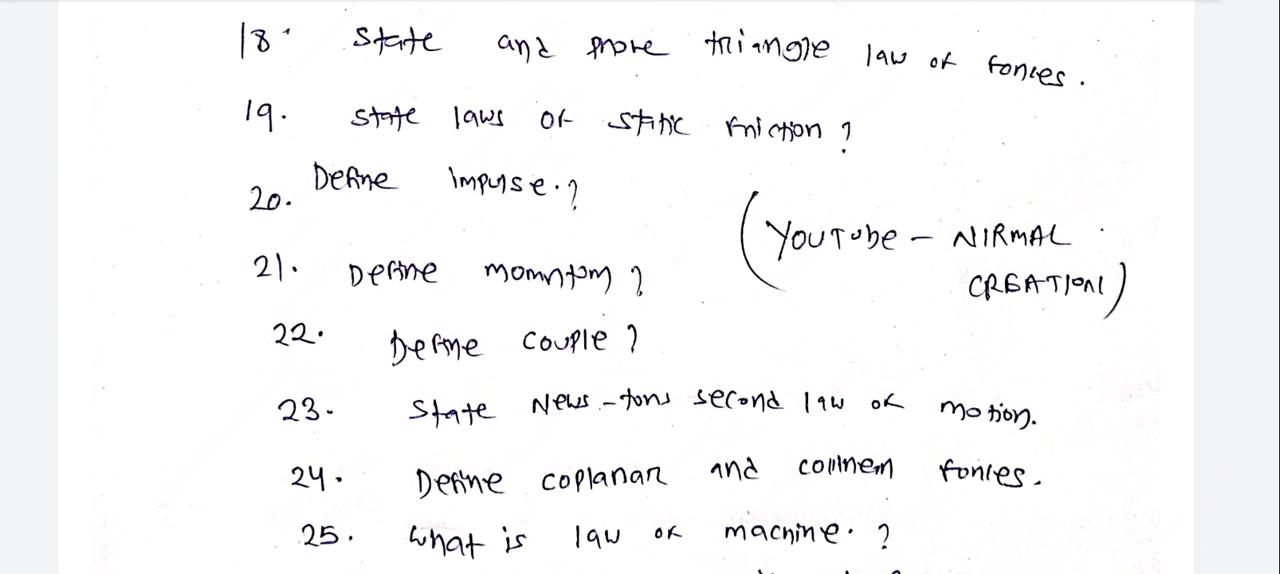 18. State and prove triangle law of forces.
19. State laws of static friction ?
20. Define impulse. ?
21. Define momntom ?
(YOUTube - NIRMAL
CREATION)
22. Define couple ?
23. State News-tons second law of motion.
24. Define coplanar and forces.
25. What is law of machine. ?